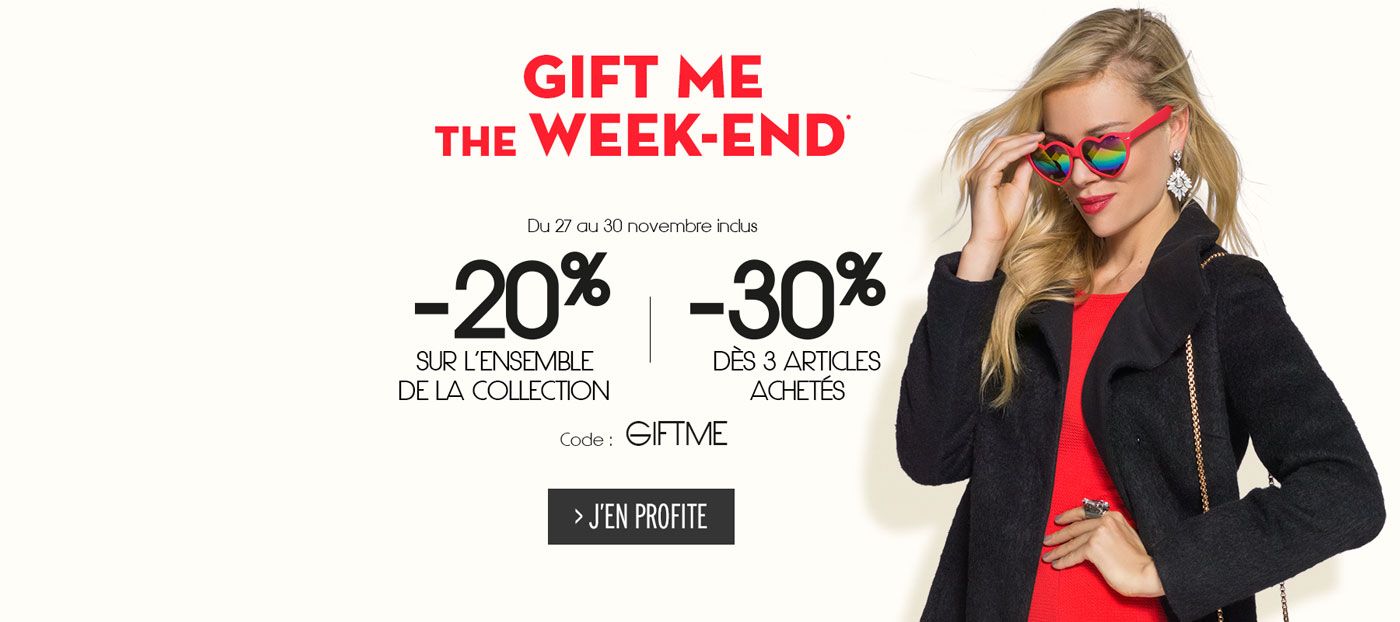 GIFT ME
THE WEEK-END*
Du 27 au 30 novembre inclus
-20%
SUR L'ENSEMBLE
DE LA COLLECTION
-30%
DÈS 3 ARTICLES
ACHETÉS
Code : GIFTME
> J'EN PROFITE